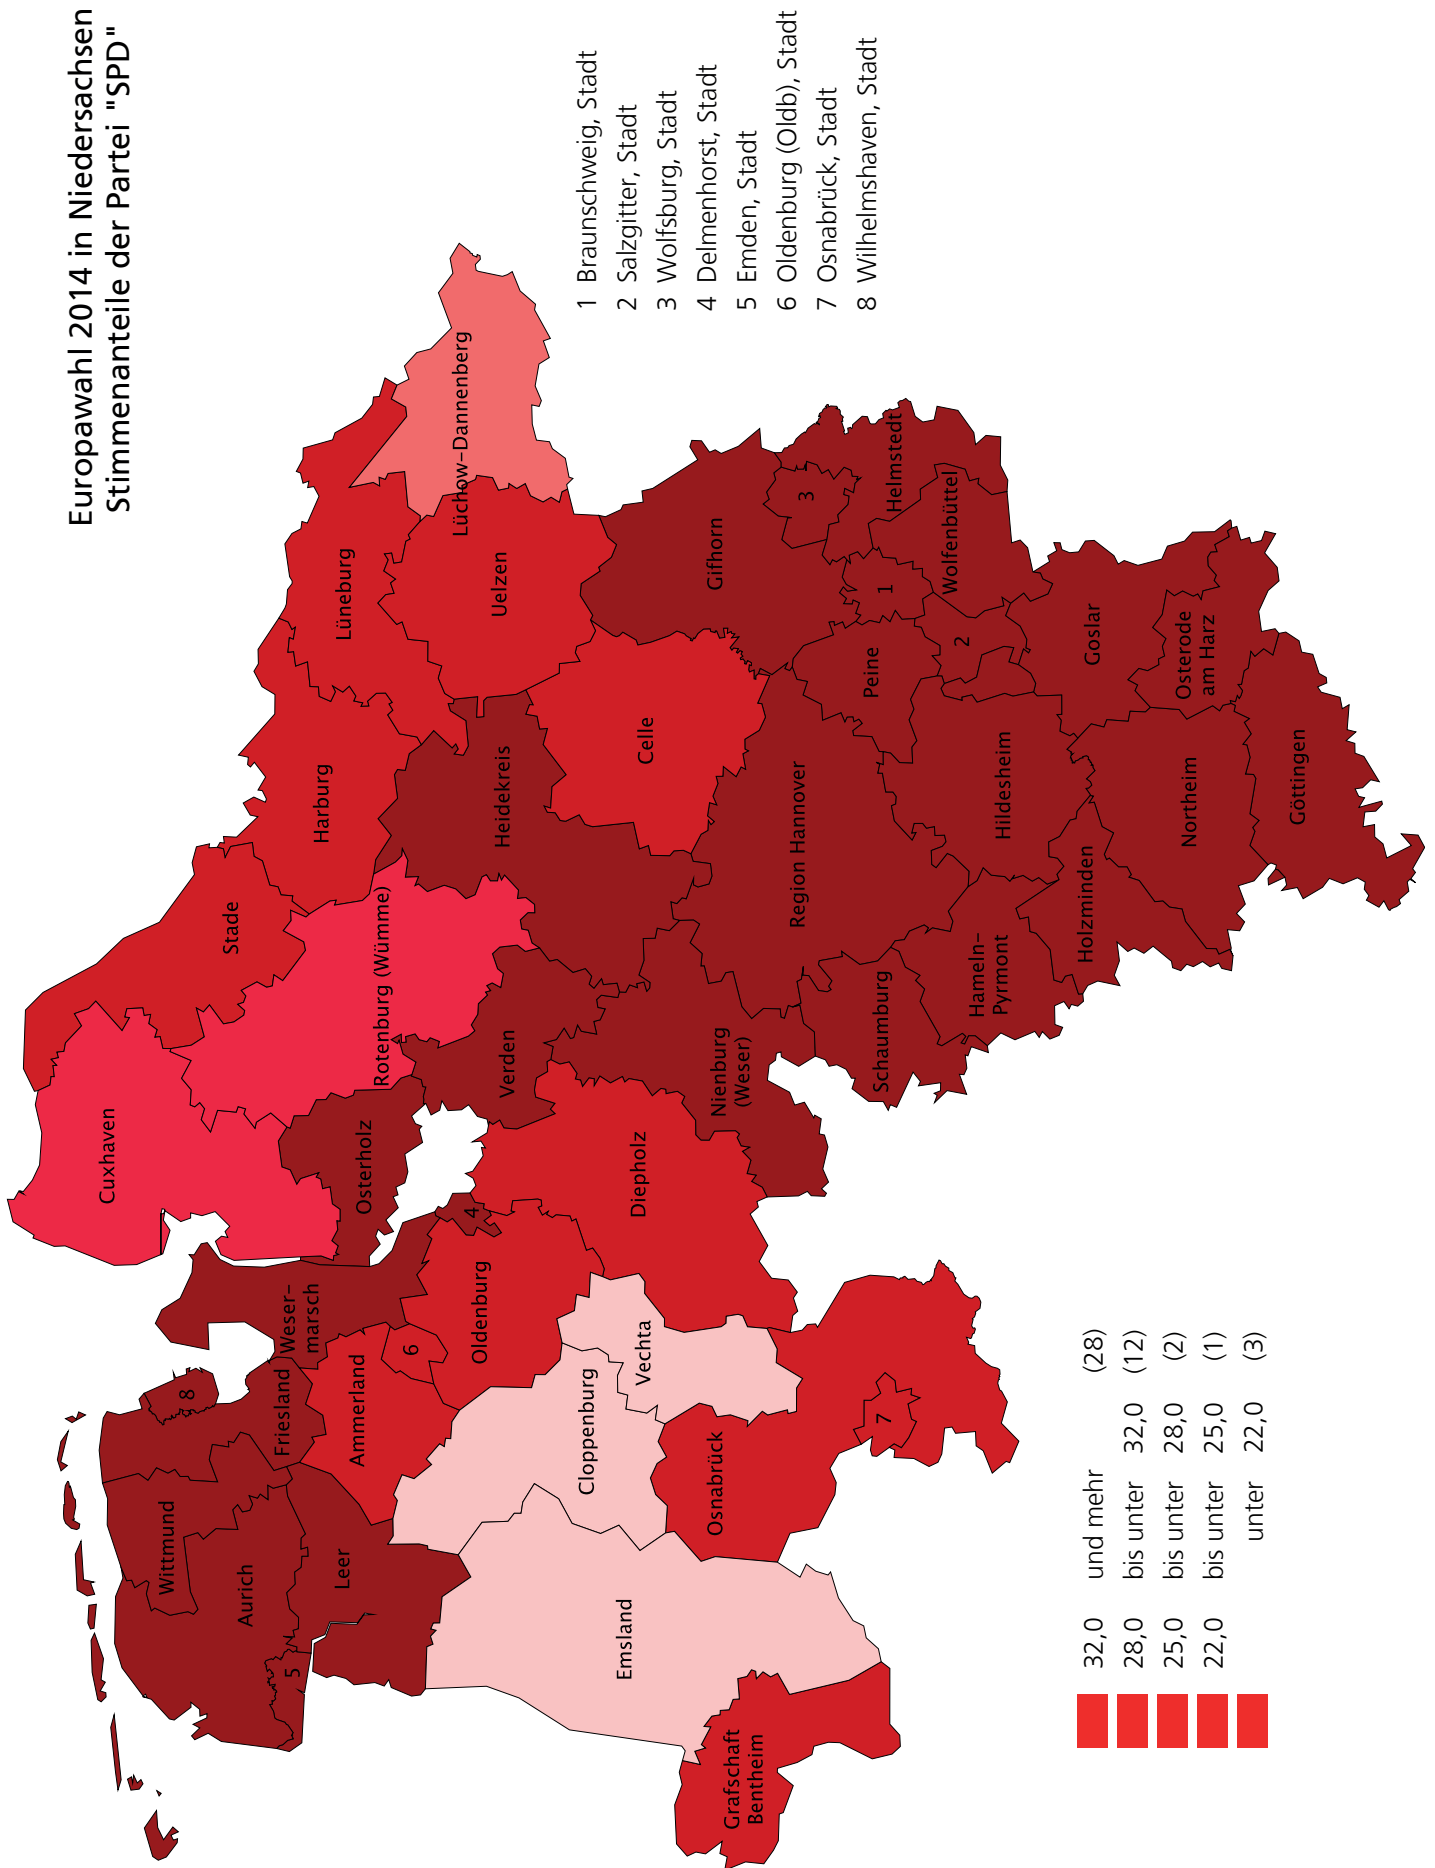 Europawahl 2014 in Niedersachsen
Stimmenanteile der Partei "SPD"
Cuxhaven
Stade
Harburg
Lüneburg
Lüchow-Dannenberg
Uelzen
Rotenburg (Wümme)
Heidekreis
Celle
Gifhorn
Osterholz
Verden
Weser-
marsch
8
Friesland
Wittmund
Aurich
5
Leer
Ammerland
6
Oldenburg
4
Diepholz
Nienburg
(Weser)
Region Hannover
Peine
3
Helmstedt
1
Wolfenbüttel
2
Goslar
Osterode
am Harz
Göttingen
Northeim
Holzminden
Hildesheim
Hameln-
Pyrmont
Schaumburg
Vechta
Cloppenburg
Osnabrück
7
Emsland
Grafschaft
Bentheim
1 Braunschweig, Stadt
2 Salzgitter, Stadt
3 Wolfsburg, Stadt
4 Delmenhorst, Stadt
5 Emden, Stadt
6 Oldenburg (Oldb), Stadt
7 Osnabrück, Stadt
8 Wilhelmshaven, Stadt
32,0 und mehr (28)
28,0 bis unter 32,0 (12)
25,0 bis unter 28,0 (2)
22,0 bis unter 25,0 (1)
unter 22,0 (3)